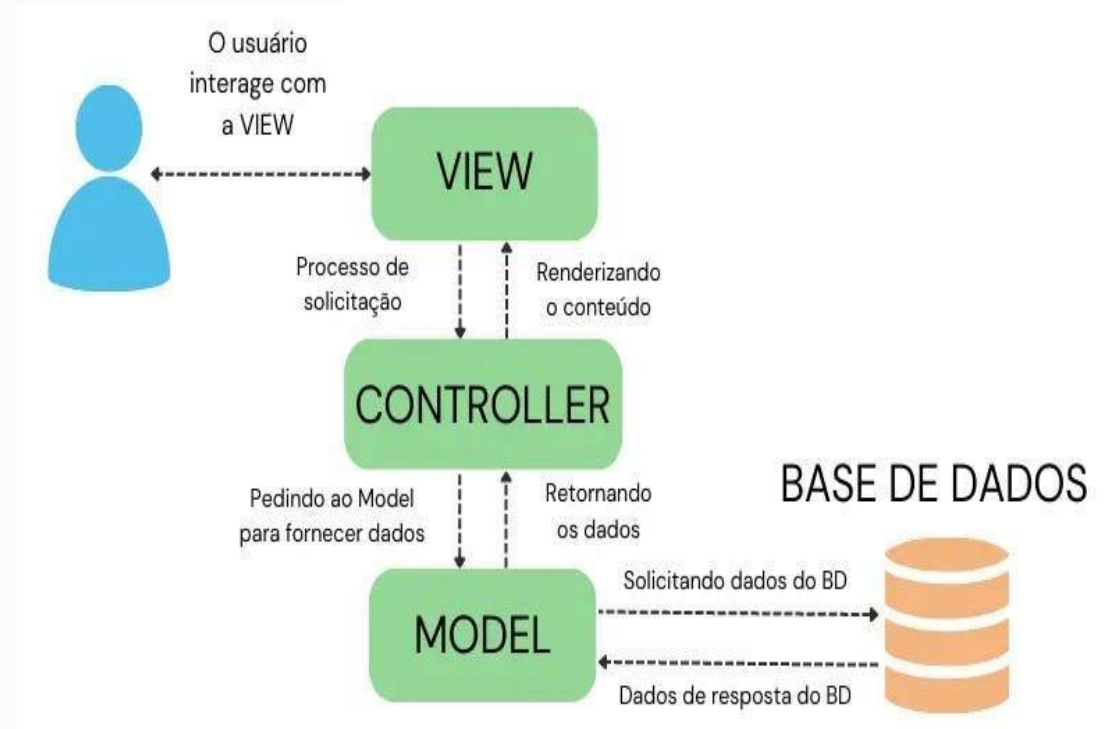 O usuário
interage com
a VIEW
VIEW
Processo de
solicitação
Renderizando
o conteúdo
CONTROLLER
Pedindo ao Model
para fornecer dados
Retornando
os dados
BASE DE DADOS
MODEL
Solicitando dados do BD
Dados de resposta do BD